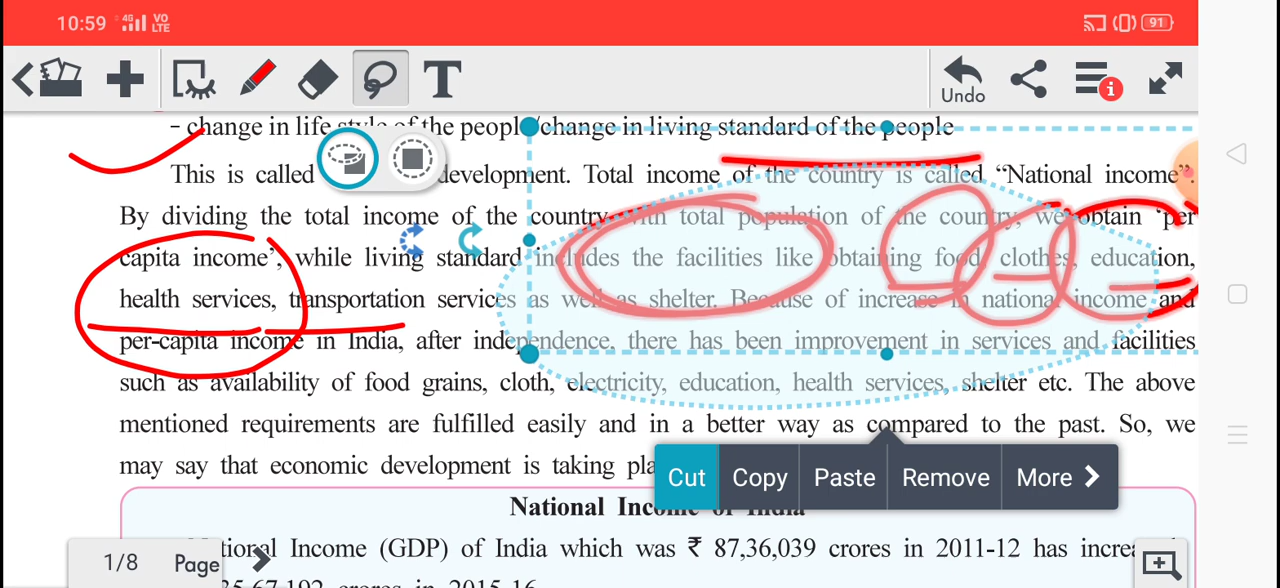 10:59 4G VO LTE 91
T Undo i
- change in life style of the people/change in living standard of the people
This is called development. Total income of the country is called “National income”.
By dividing the total income of the country with total population of the country, we obtain ‘per
capita income’, while living standard includes the facilities like obtaining food, clothes, education,
health services, transportation services as well as shelter. Because of increase in national income and
per-capita income in India, after independence, there has been improvement in services and facilities
such as availability of food grains, cloth, electricity, education, health services, shelter etc. The above
mentioned requirements are fulfilled easily and in a better way as compared to the past. So, we
may say that economic development is taking
Cut Copy Paste Remove More
National Income of India
National Income (GDP) of India which was ₹ 87,36,039 crores in 2011-12 has
1/8 Page
crores in 2015-16